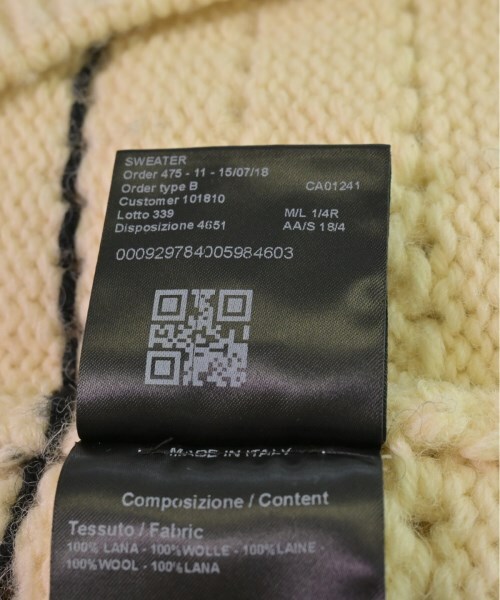 SWEATER
Order 475 - 11 - 15/07/18
Order type B CA01241
Customer 101810
Lotto 339 M/L 1/4R
Disposizione 4651 AA/S 18/4
000929784005984603
MADE IN ITALY
Composizione / Content
Tessuto / Fabric
100% LANA - 100%WOLLE - 100%LAINE -
100%WOOL - 100%LANA